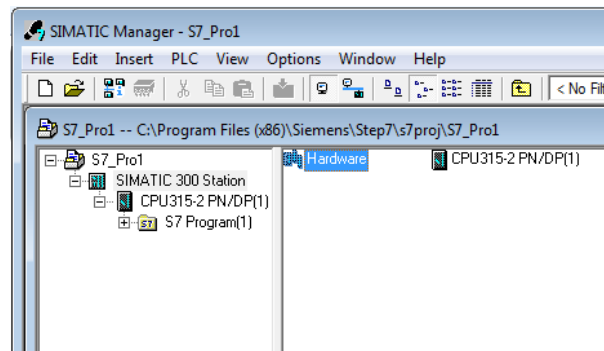 SIMATIC Manager - S7_Pro1
File Edit Insert PLC View Options Window Help
< No Filt
S7_Pro1 -- C:\Program Files (x86)\Siemens\Step7\s7proj\S7_Pro1
S7_Pro1 Hardware CPU315-2 PN/DP(1)
SIMATIC 300 Station
CPU315-2 PN/DP(1)
S7 S7 Program(1)